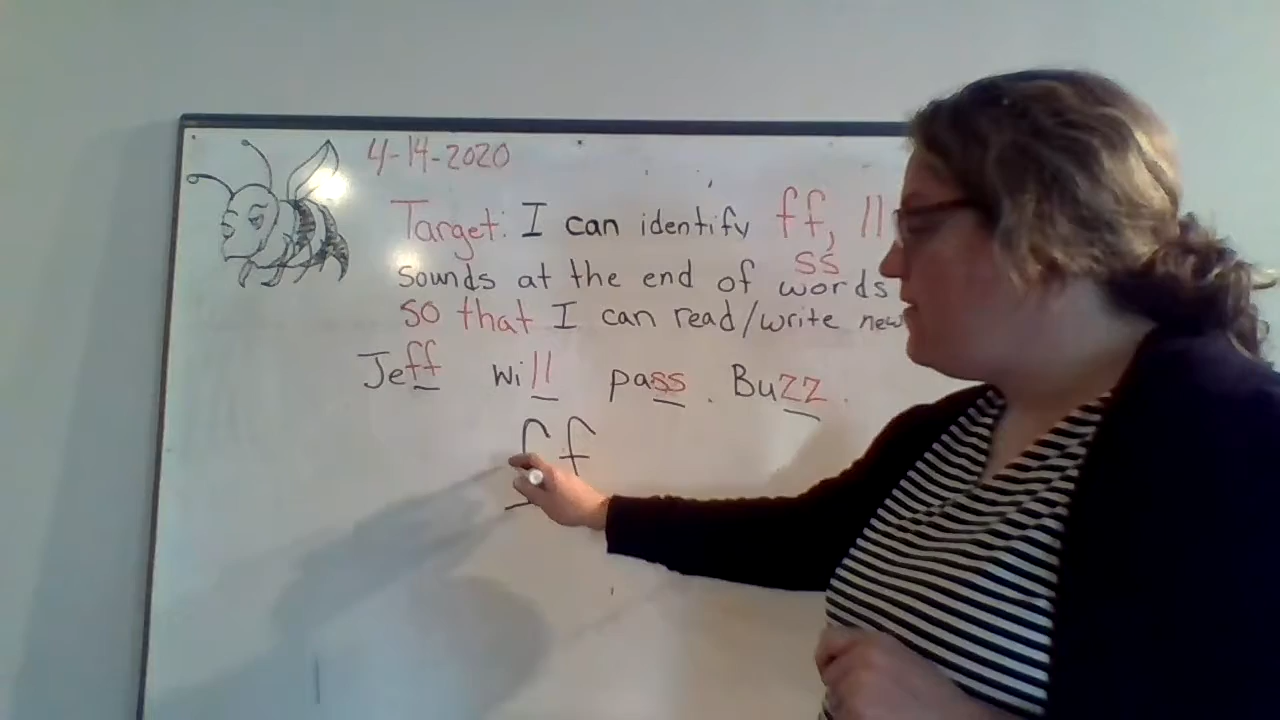 4-14-2020
Target: I can identify ff, ll
ss
sounds at the end of words
so that I can read/write new
Jeff will pass. Buzz.
ff